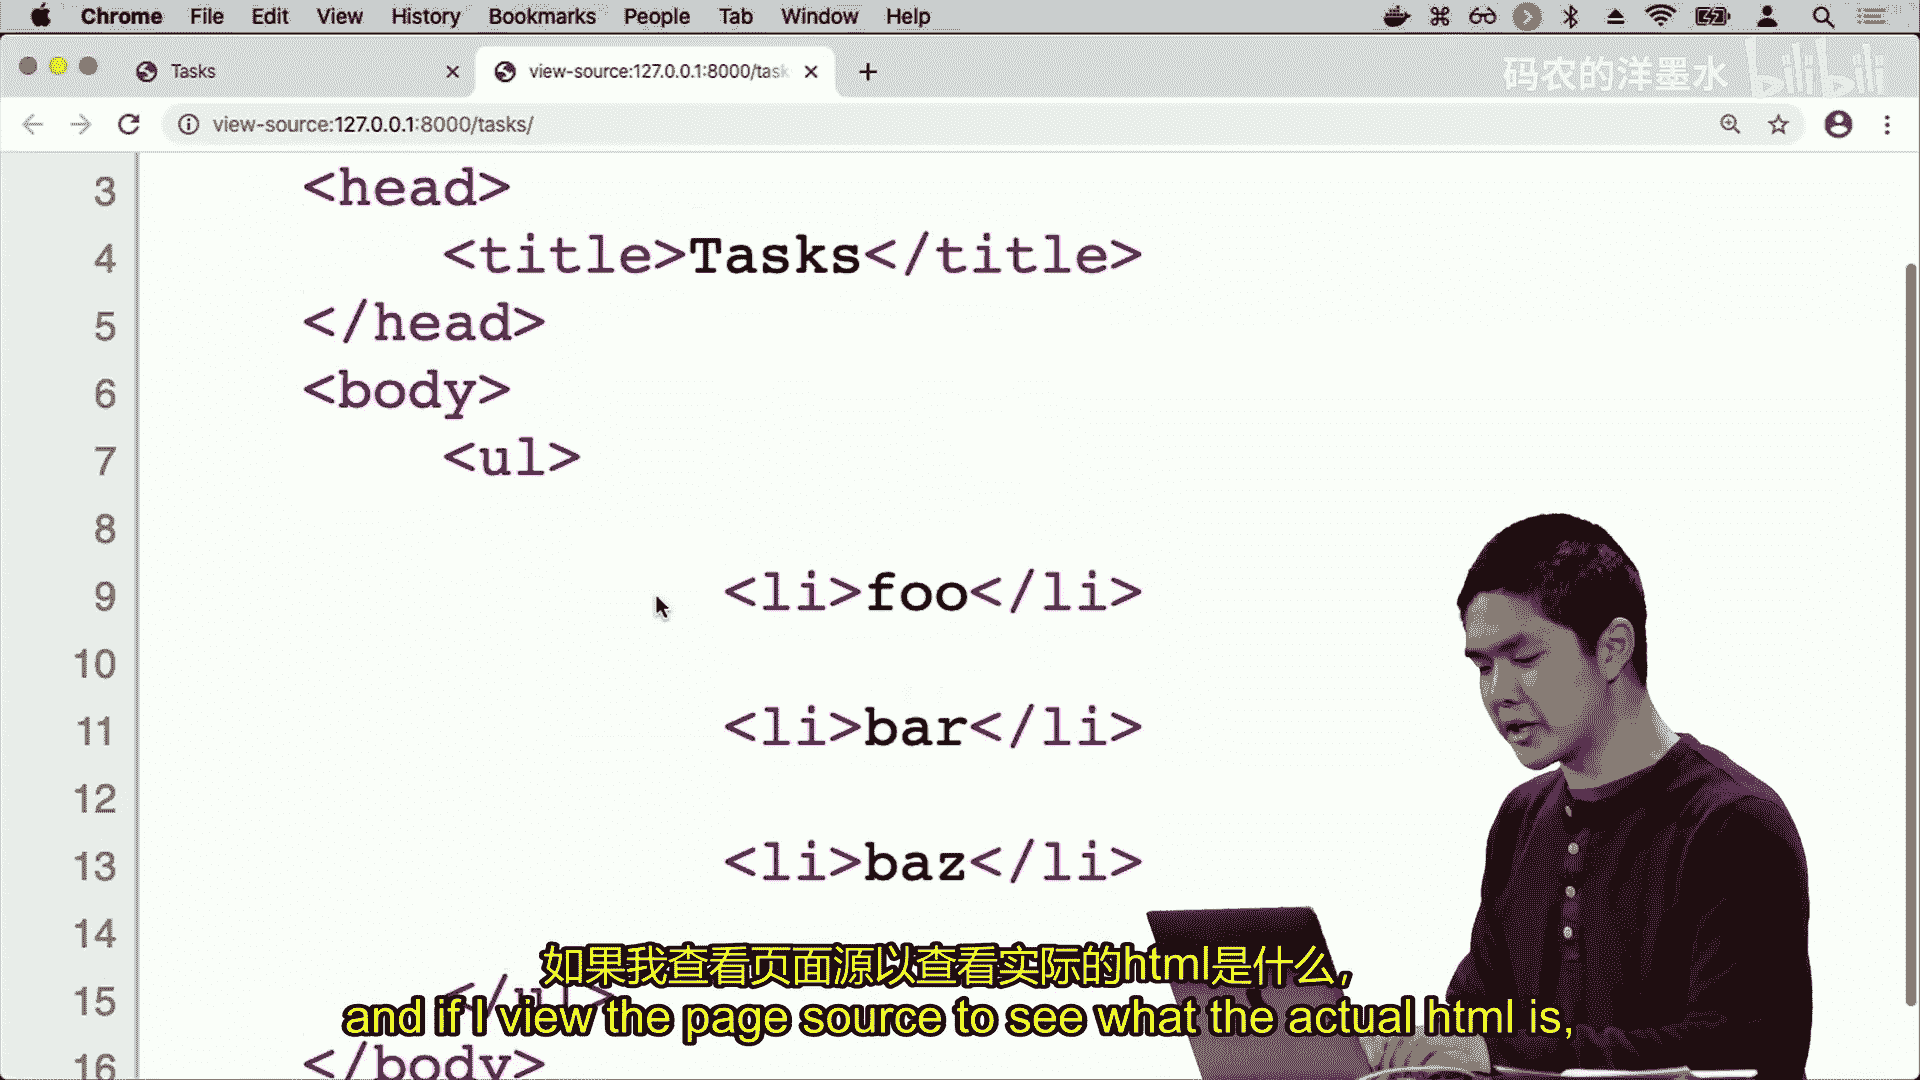 Chrome File Edit View History Bookmarks People Tab Window Help
Tasks
view-source:127.0.0.1:8000/task
码农的洋墨水 bilibili
view-source:127.0.0.1:8000/tasks/
3 <head>
4 <title>Tasks</title>
5 </head>
6 <body>
7 <ul>
8
9 <li>foo</li>
10
11 <li>bar</li>
12
13 <li>baz</li>
14
15 </ul>
16 </body>
如果我查看页面源以查看实际的html是什么,
and if I view the page source to see what the actual html is,